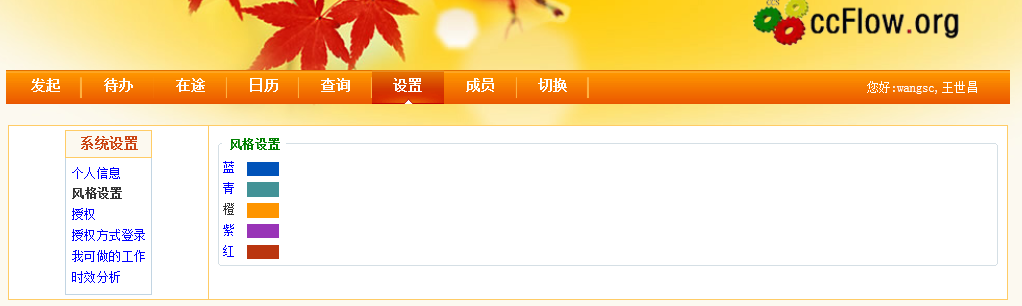 ccFlow.org
发起 待办 在途 日历 查询 设置 成员 切换 您好:wangsc, 王世昌
系统设置
个人信息
风格设置
授权
授权方式登录
我可做的工作
时效分析
风格设置
蓝
青
橙
紫
红